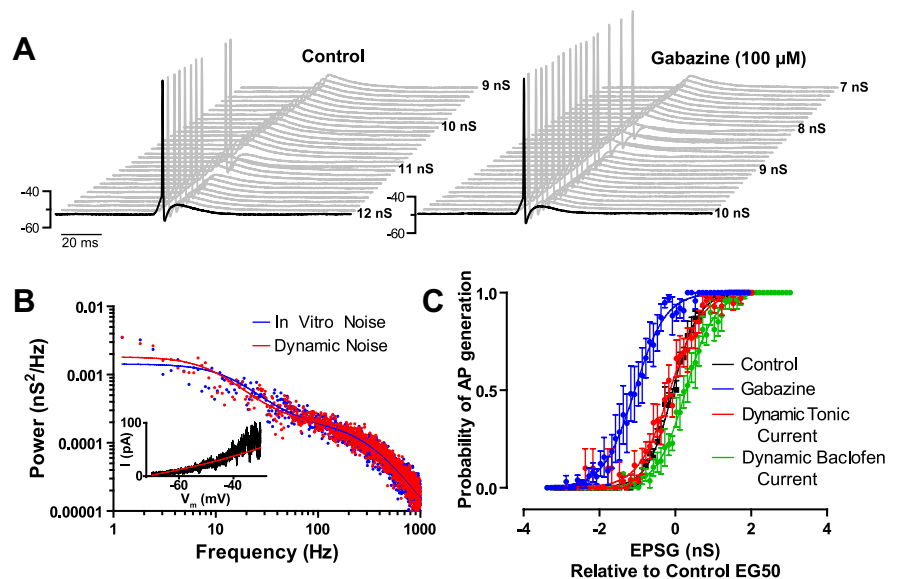 A
Control
Gabazine (100 µM)
9 nS
10 nS
11 nS
12 nS
7 nS
8 nS
9 nS
10 nS
-40
-60
20 ms
-40
-60
B
0.01
0.001
0.0001
0.00001
Power (nS²/Hz)
In Vitro Noise
Dynamic Noise
100
0
I (pA)
-60
-40
Vm (mV)
1
10
100
1000
Frequency (Hz)
C
Probability of AP generation
1.0
0.5
0.0
Control
Gabazine
Dynamic Tonic
Current
Dynamic Baclofen
Current
-4
-2
0
2
4
EPSG (nS)
Relative to Control EG50